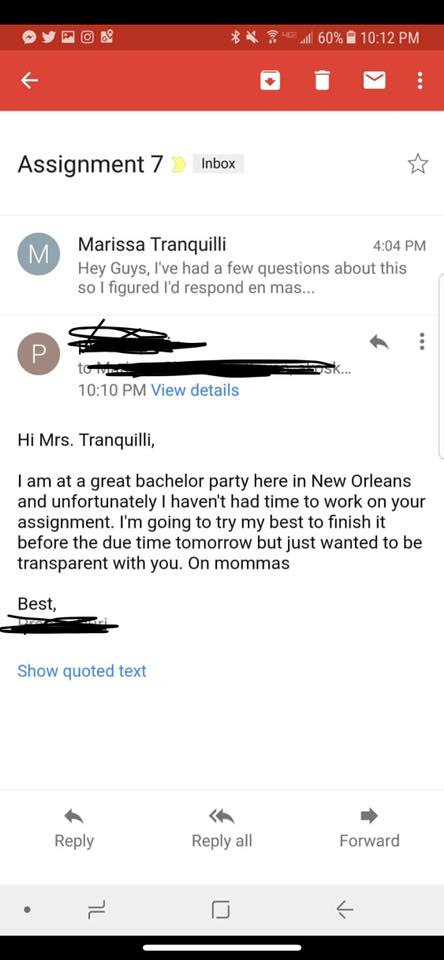 60% 10:12 PM
Assignment 7 Inbox
M Marissa Tranquilli 4:04 PM
Hey Guys, I've had a few questions about this
so I figured I'd respond en mas...
P
to
10:10 PM View details
Hi Mrs. Tranquilli,
I am at a great bachelor party here in New Orleans
and unfortunately I haven't had time to work on your
assignment. I'm going to try my best to finish it
before the due time tomorrow but just wanted to be
transparent with you. On mommas
Best,
Show quoted text
Reply Reply all Forward